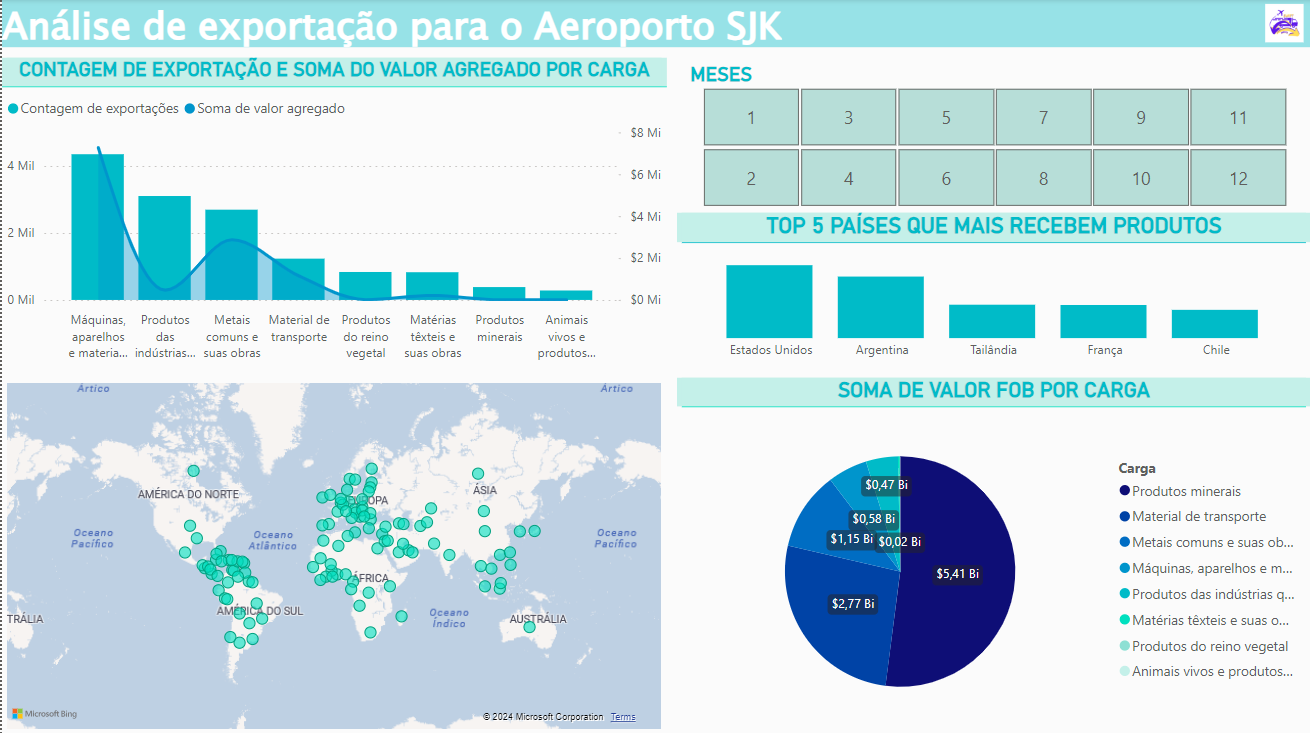 Análise de exportação para o Aeroporto SJK
CONTAGEM DE EXPORTAÇÃO E SOMA DO VALOR AGREGADO POR CARGA
Contagem de exportações Soma de valor agregado
$8 Mi
4 Mil
$6 Mi
$4 Mi
2 Mil
$2 Mi
0 Mil
$0 Mi
Máquinas, aparelhos e materia...
Produtos das indústrias...
Metais comuns e suas obras
Material de transporte
Produtos do reino vegetal
Matérias têxteis e suas obras
Produtos minerais
Animais vivos e produtos...
MESES
1 3 5 7 9 11
2 4 6 8 10 12
TOP 5 PAÍSES QUE MAIS RECEBEM PRODUTOS
Estados Unidos Argentina Tailândia França Chile
Ártico Ártico
AMÉRICA DO NORTE
ÁSIA
Oceano Pacífico
Oceano Atlântico
Oceano Pacífico
ÁFRICA
AMÉRICA DO SUL
Oceano Índico
TRÁLIA
AUSTRÁLIA
Microsoft Bing
© 2024 Microsoft Corporation Terms
SOMA DE VALOR FOB POR CARGA
$0,47 Bi
$0,58 Bi
$1,15 Bi
$0,02 Bi
$5,41 Bi
$2,77 Bi
Carga
Produtos minerais
Material de transporte
Metais comuns e suas ob...
Máquinas, aparelhos e m...
Produtos das indústrias q...
Matérias têxteis e suas o...
Produtos do reino vegetal
Animais vivos e produtos...